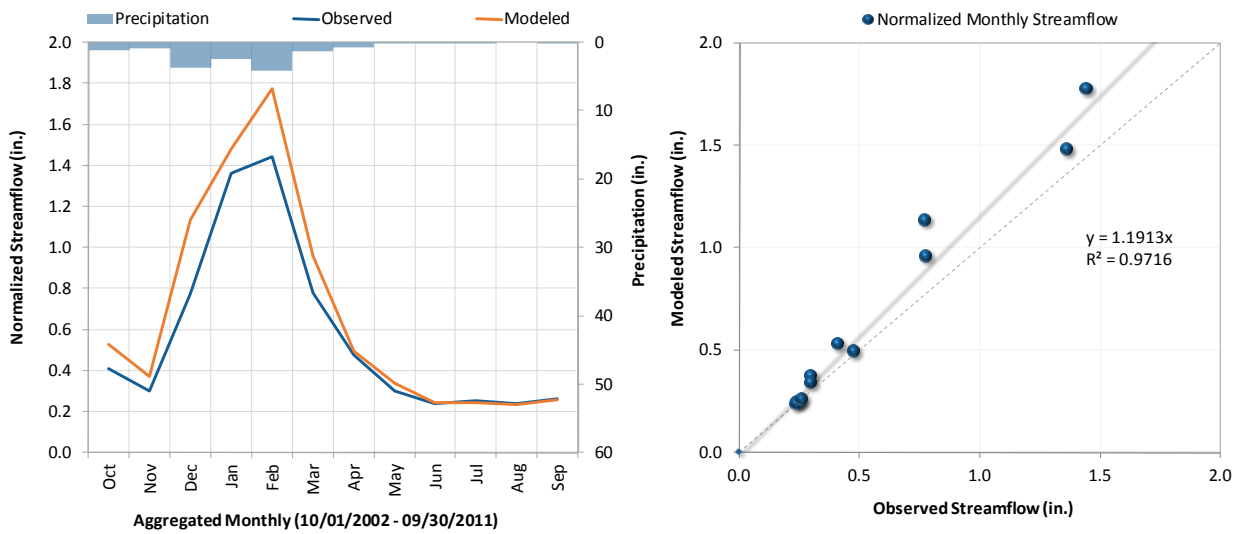 Precipitation Observed Modeled
Normalized Streamflow (in.)
2.0
1.8
1.6
1.4
1.2
1.0
0.8
0.6
0.4
0.2
0.0
0
10
20
30
40
50
60
Precipitation (in.)
Oct Nov Dec Jan Feb Mar Apr May Jun Jul Aug Sep
Aggregated Monthly (10/01/2002 - 09/30/2011)
Normalized Monthly Streamflow
Modeled Streamflow (in.)
2.0
1.5
1.0
0.5
0.0
y = 1.1913x
R² = 0.9716
0.0 0.5 1.0 1.5 2.0
Observed Streamflow (in.)